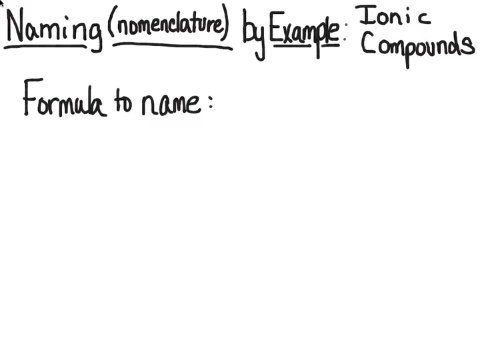 Naming (nomenclature) by Example: Ionic
Compounds
Formula to name: